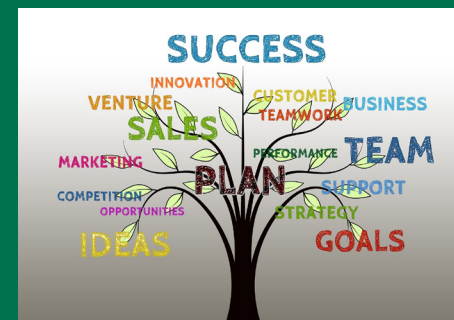 SUCCESS
INNOVATION
CUSTOMER
VENTURE
BUSINESS
TEAMWORK
SALES
PERFORMANCE
TEAM
MARKETING
PLAN
SUPPORT
COMPETITION
OPPORTUNITIES
STRATEGY
IDEAS
GOALS